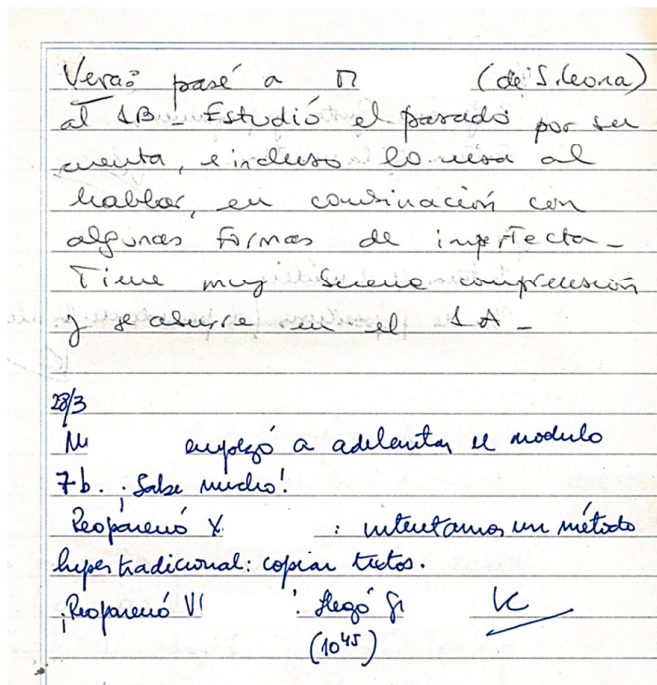 Vera: pasé a M (de S. Leona)
al 1B - Estudió el pasado por su
cuenta, e incluso lo usa al
hablar, en combinación con
algunas formas de imperfecto -
Tiene muy buena comprensión
y se aburre en el 1A -
28/3
M empezó a adelantar el modulo
7b. ¡Sabe mucho!
Reapareció X : intentamos un método
hipertradicional: copiar textos.
¡Reapareció Vi ! Llegó Gi
(10⁴⁵)